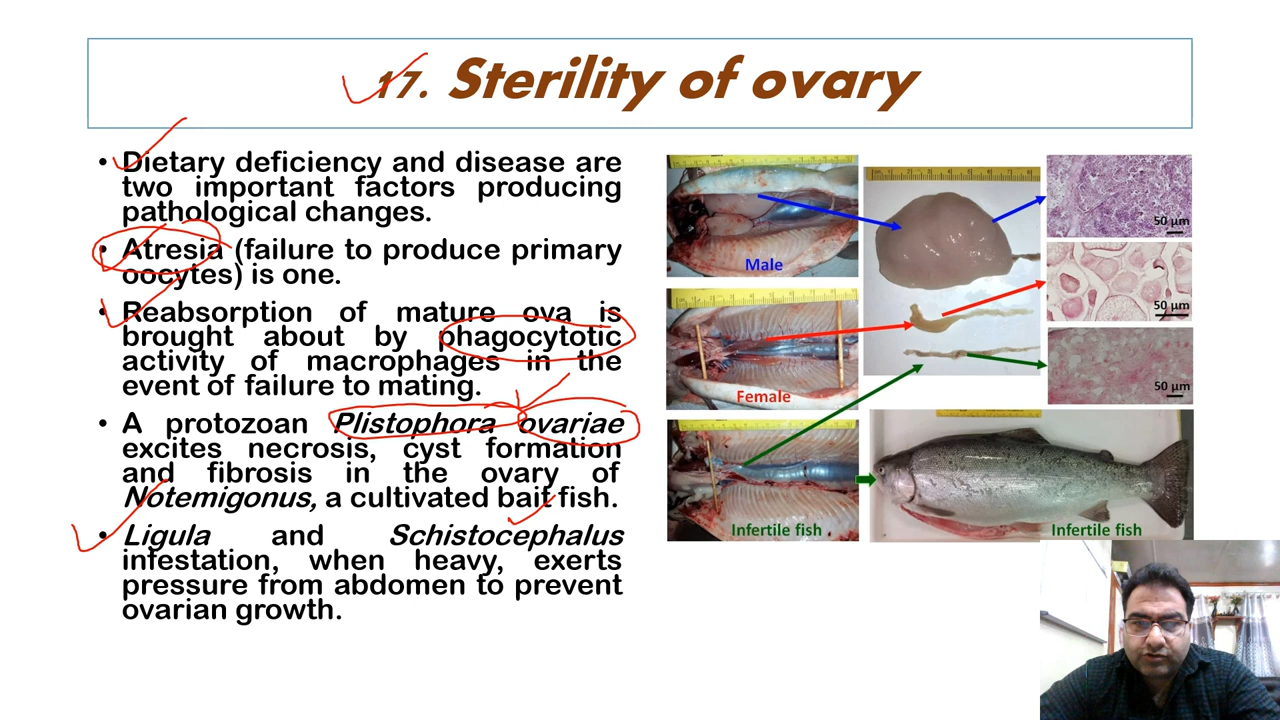 17. Sterility of ovary
• Dietary deficiency and disease are
two important factors producing
pathological changes.
• Atresia (failure to produce primary
oocytes) is one.
• Reabsorption of mature ova is
brought about by phagocytotic
activity of macrophages in the
event of failure to mating.
• A protozoan Plistophora ovariae
excites necrosis, cyst formation
and fibrosis in the ovary of
Notemigonus, a cultivated bait fish.
• Ligula and Schistocephalus
infestation, when heavy, exerts
pressure from abdomen to prevent
ovarian growth.
Male
Female
Infertile fish
50 µm
50 µm
50 µm
Infertile fish